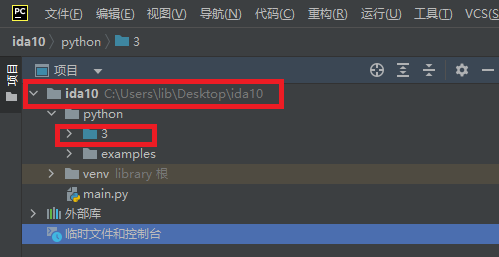 PC 文件(F) 编辑(E) 视图(V) 导航(N) 代码(C) 重构(R) 运行(U) 工具(T) VCS(S)
ida10 python 3
项目
项目
ida10 C:\Users\lib\Desktop\ida10
python
3
examples
venv library 根
main.py
外部库
临时文件和控制台